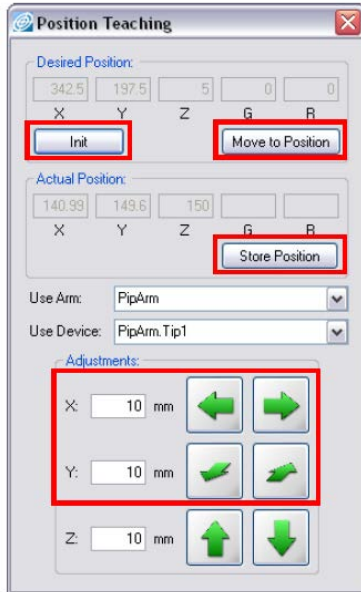 Position Teaching
Desired Position:
342.5 197.5 5 0 0
X Y Z G R
Init Move to Position
Actual Position:
140.99 149.6 150
X Y Z G R
Store Position
Use Arm: PipArm
Use Device: PipArm.Tip1
Adjustments:
X: 10 mm
Y: 10 mm
Z: 10 mm